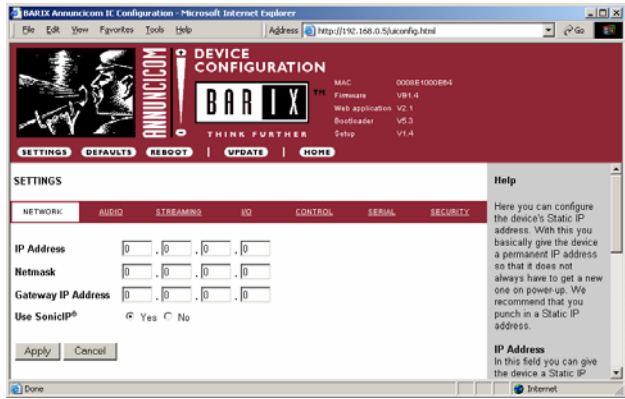 BARIX Annuncicom IC Configuration - Microsoft Internet Explorer
File Edit View Favorites Tools Help Address http://192.168.0.5/uiconfig.html Go
ANNUNCICOM
DEVICE
CONFIGURATION
BARIX TM
THINK FURTHER
MAC 0008E1000B64
Firmware VB1.4
Web application V2.1
Bootloader V5.3
Setup V1.4
SETTINGS DEFAULTS REBOOT | UPDATE | HOME
SETTINGS
NETWORK AUDIO STREAMING I/O CONTROL SERIAL SECURITY
IP Address 0 . 0 . 0 . 0
Netmask 0 . 0 . 0 . 0
Gateway IP Address 0 . 0 . 0 . 0
Use SonicIP® Yes No
Apply Cancel
Help
Here you can configure
the device's Static IP
address. With this you
basically give the device
a permanent IP address
so that it does not
always have to get a new
one on power-up. We
recommend that you
punch in a Static IP
address.
IP Address
In this field you can give
the device a Static IP
Done Internet